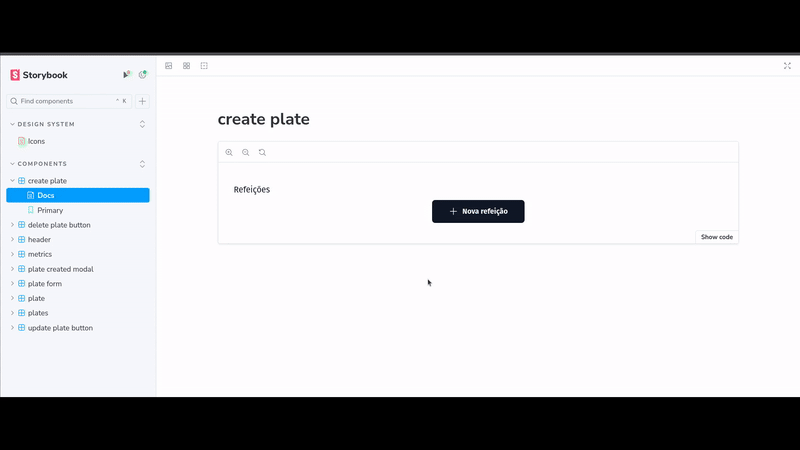 Storybook
Find components
⌃ K
DESIGN SYSTEM
Icons
COMPONENTS
create plate
Docs
Primary
delete plate button
header
metrics
plate created modal
plate form
plate
plates
update plate button
create plate
Refeições
Nova refeição
Show code